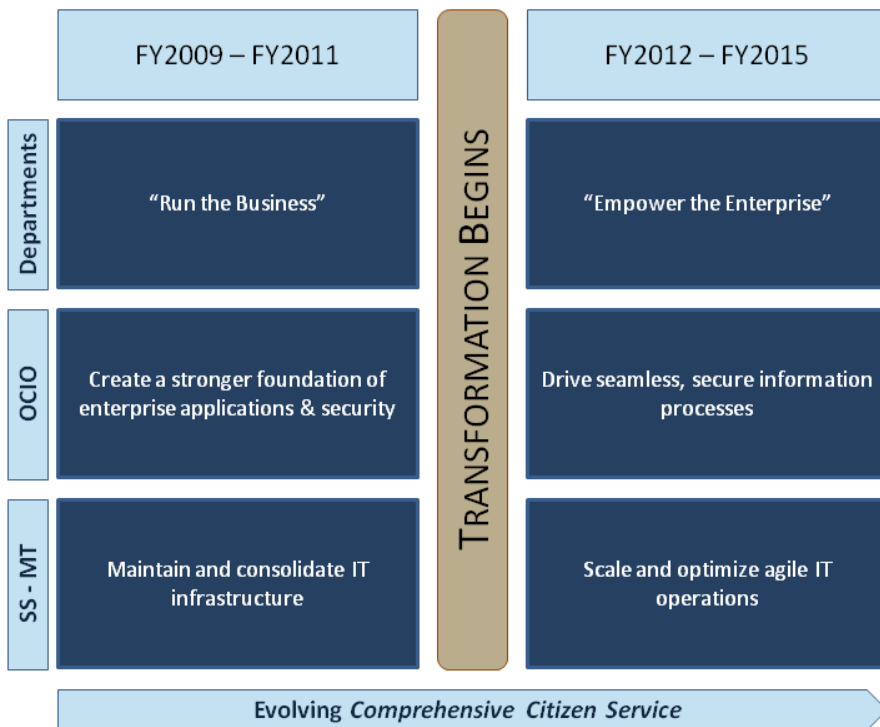 FY2009 – FY2011
FY2012 – FY2015
TRANSFORMATION BEGINS
Departments
“Run the Business”
“Empower the Enterprise”
OCIO
Create a stronger foundation of
enterprise applications & security
Drive seamless, secure information
processes
SS - MT
Maintain and consolidate IT
infrastructure
Scale and optimize agile IT
operations
Evolving Comprehensive Citizen Service